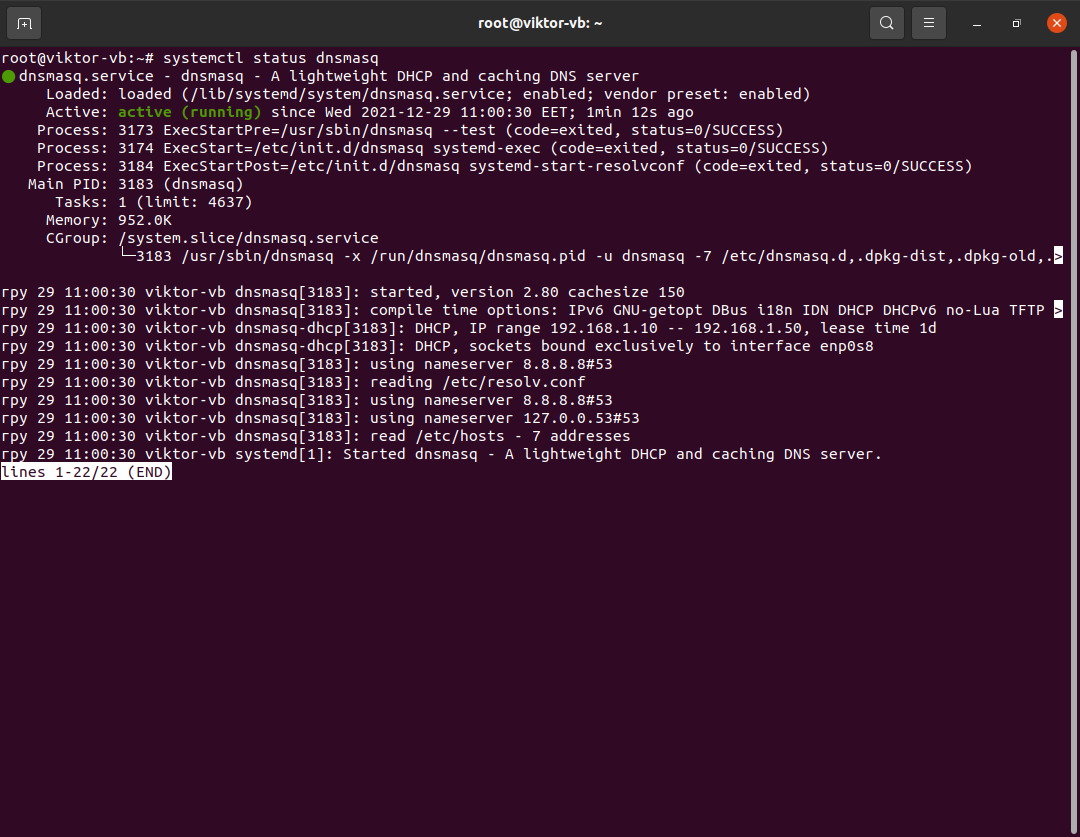 root@viktor-vb: ~
root@viktor-vb:~# systemctl status dnsmasq
● dnsmasq.service - dnsmasq - A lightweight DHCP and caching DNS server
     Loaded: loaded (/lib/systemd/system/dnsmasq.service; enabled; vendor preset: enabled)
     Active: active (running) since Wed 2021-12-29 11:00:30 EET; 1min 12s ago
    Process: 3173 ExecStartPre=/usr/sbin/dnsmasq --test (code=exited, status=0/SUCCESS)
    Process: 3174 ExecStart=/etc/init.d/dnsmasq systemd-exec (code=exited, status=0/SUCCESS)
    Process: 3184 ExecStartPost=/etc/init.d/dnsmasq systemd-start-resolvconf (code=exited, status=0/SUCCESS)
   Main PID: 3183 (dnsmasq)
      Tasks: 1 (limit: 4637)
     Memory: 952.0K
     CGroup: /system.slice/dnsmasq.service
             └─3183 /usr/sbin/dnsmasq -x /run/dnsmasq/dnsmasq.pid -u dnsmasq -7 /etc/dnsmasq.d,.dpkg-dist,.dpkg-old,.>
гру 29 11:00:30 viktor-vb dnsmasq[3183]: started, version 2.80 cachesize 150
гру 29 11:00:30 viktor-vb dnsmasq[3183]: compile time options: IPv6 GNU-getopt DBus i18n IDN DHCP DHCPv6 no-Lua TFTP >
гру 29 11:00:30 viktor-vb dnsmasq-dhcp[3183]: DHCP, IP range 192.168.1.10 -- 192.168.1.50, lease time 1d
гру 29 11:00:30 viktor-vb dnsmasq-dhcp[3183]: DHCP, sockets bound exclusively to interface enp0s8
гру 29 11:00:30 viktor-vb dnsmasq[3183]: using nameserver 8.8.8.8#53
гру 29 11:00:30 viktor-vb dnsmasq[3183]: reading /etc/resolv.conf
гру 29 11:00:30 viktor-vb dnsmasq[3183]: using nameserver 8.8.8.8#53
гру 29 11:00:30 viktor-vb dnsmasq[3183]: using nameserver 127.0.0.53#53
гру 29 11:00:30 viktor-vb dnsmasq[3183]: read /etc/hosts - 7 addresses
гру 29 11:00:30 viktor-vb systemd[1]: Started dnsmasq - A lightweight DHCP and caching DNS server.
lines 1-22/22 (END)